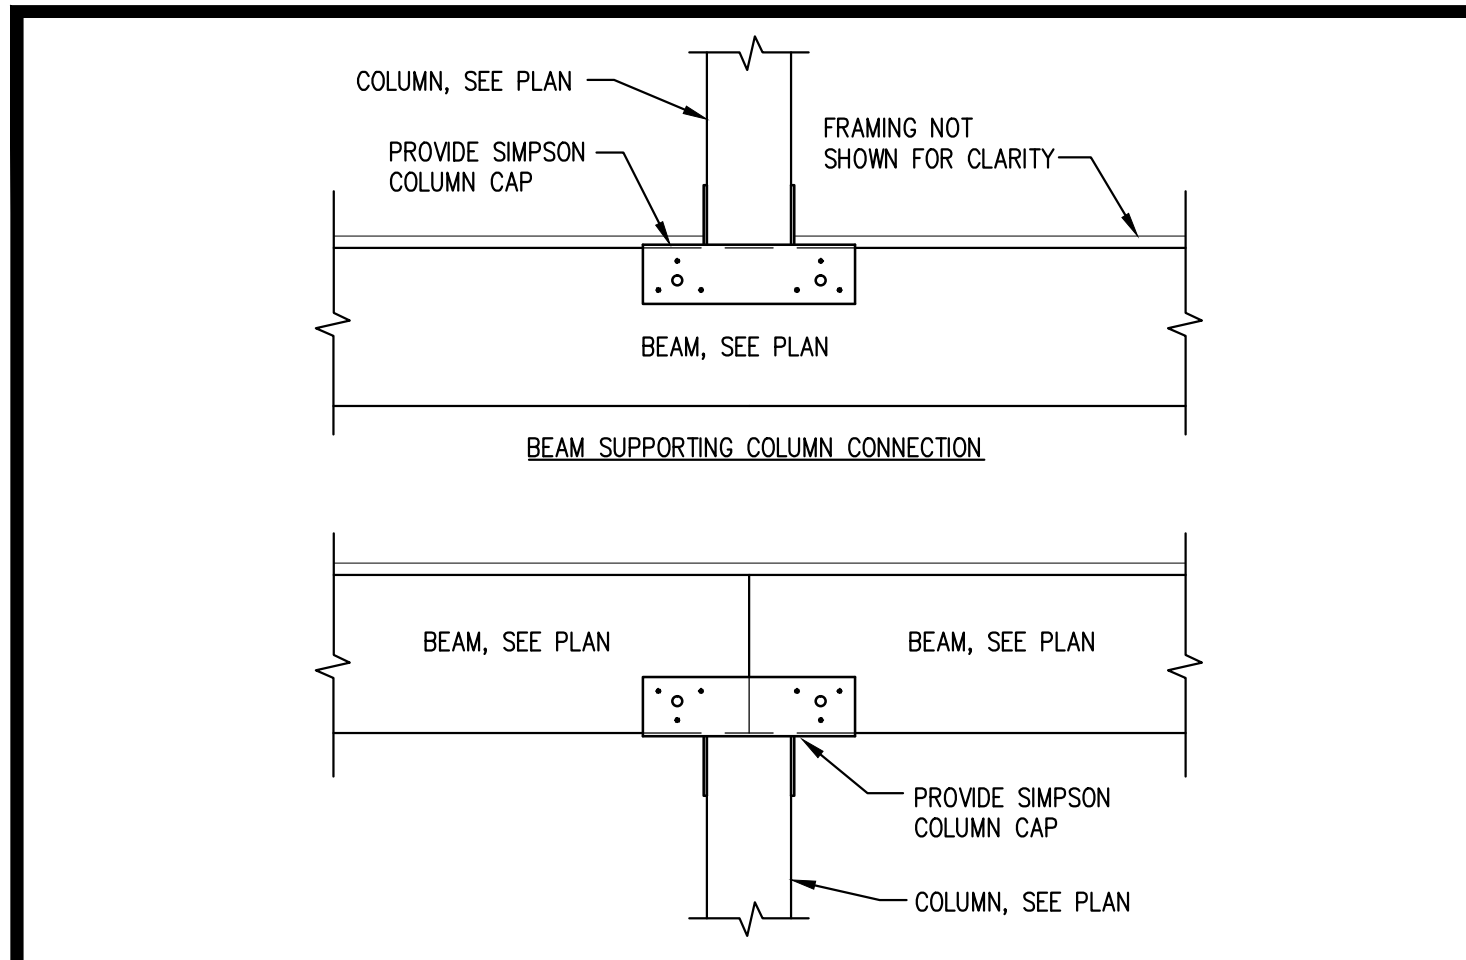 COLUMN, SEE PLAN
PROVIDE SIMPSON
COLUMN CAP
FRAMING NOT
SHOWN FOR CLARITY
BEAM, SEE PLAN
BEAM SUPPORTING COLUMN CONNECTION
BEAM, SEE PLAN
BEAM, SEE PLAN
PROVIDE SIMPSON
COLUMN CAP
COLUMN, SEE PLAN